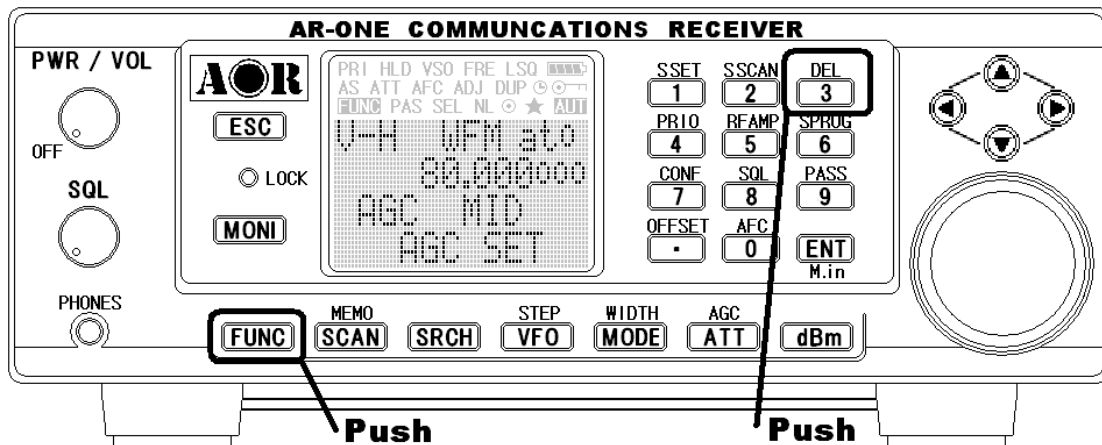 AR-ONE COMMUNCATIONS RECEIVER
PWR / VOL
OFF
SQL
PHONES
AOR
ESC
LOCK
MONI
PRI HLD VSO FRE LSQ
AS ATT AFC ADJ DUP
FUNC PAS SEL NL AUT
V-H WFM ato
80.000000
AGC MID
AGC SET
SSET SSCAN DEL
1 2 3
PRIO RFAMP SPROG
4 5 6
CONF SQL PASS
7 8 9
OFFSET AFC
. 0 ENT
M.in
MEMO STEP WIDTH AGC
FUNC SCAN SRCH VFO MODE ATT dBm
Push Push